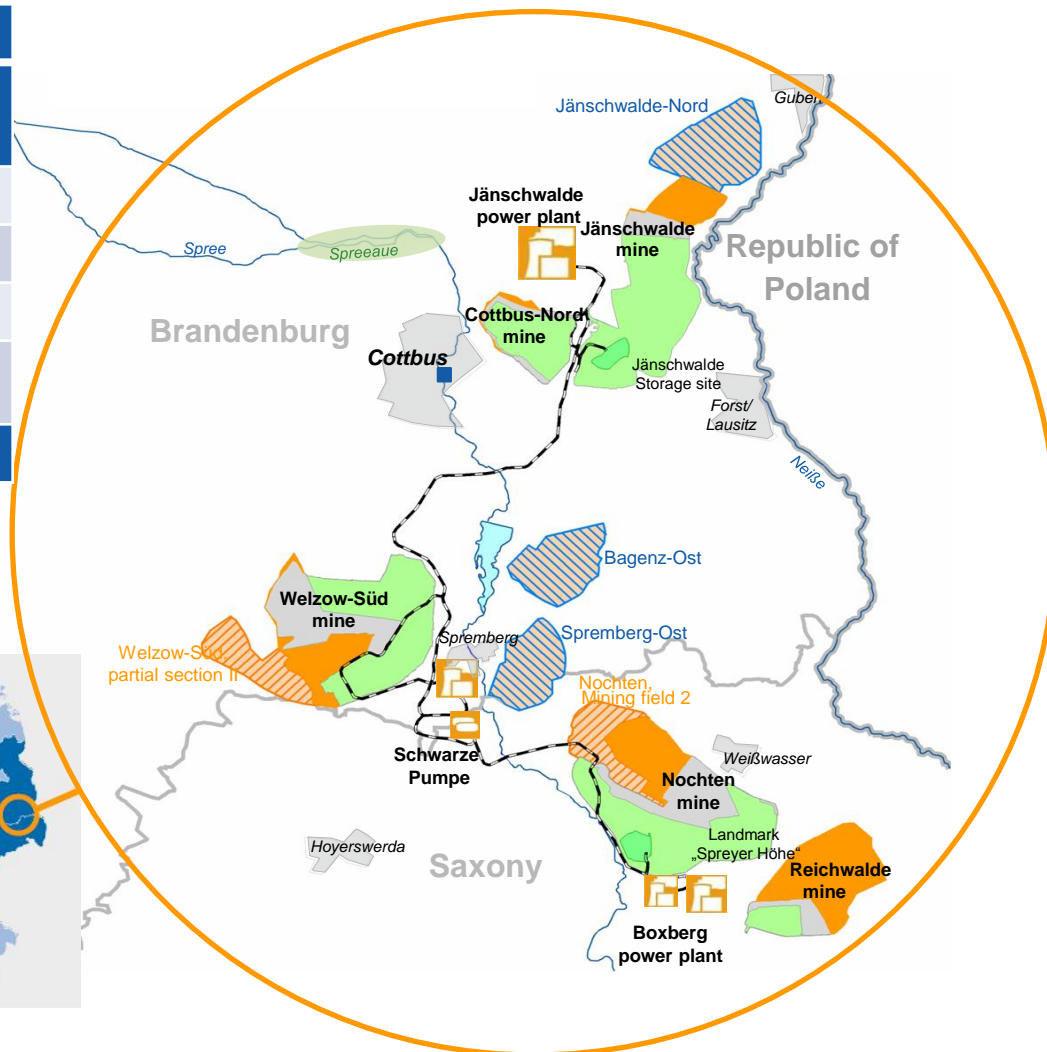 Guben
Jänschwalde-Nord
Jänschwalde
power plant
Jänschwalde
mine
Republic of
Poland
Spree
Spreeaue
Brandenburg
Cottbus-Nord
mine
Cottbus
Jänschwalde
Storage site
Forst/
Lausitz
Neiße
Bagenz-Ost
Welzow-Süd
mine
Spremberg
Spremberg-Ost
Welzow-Süd
partial section II
Nochten,
Mining field 2
Schwarze
Pumpe
Weißwasser
Nochten
mine
Landmark
„Spreyer Höhe“
Hoyerswerda
Saxony
Reichwalde
mine
Boxberg
power plant